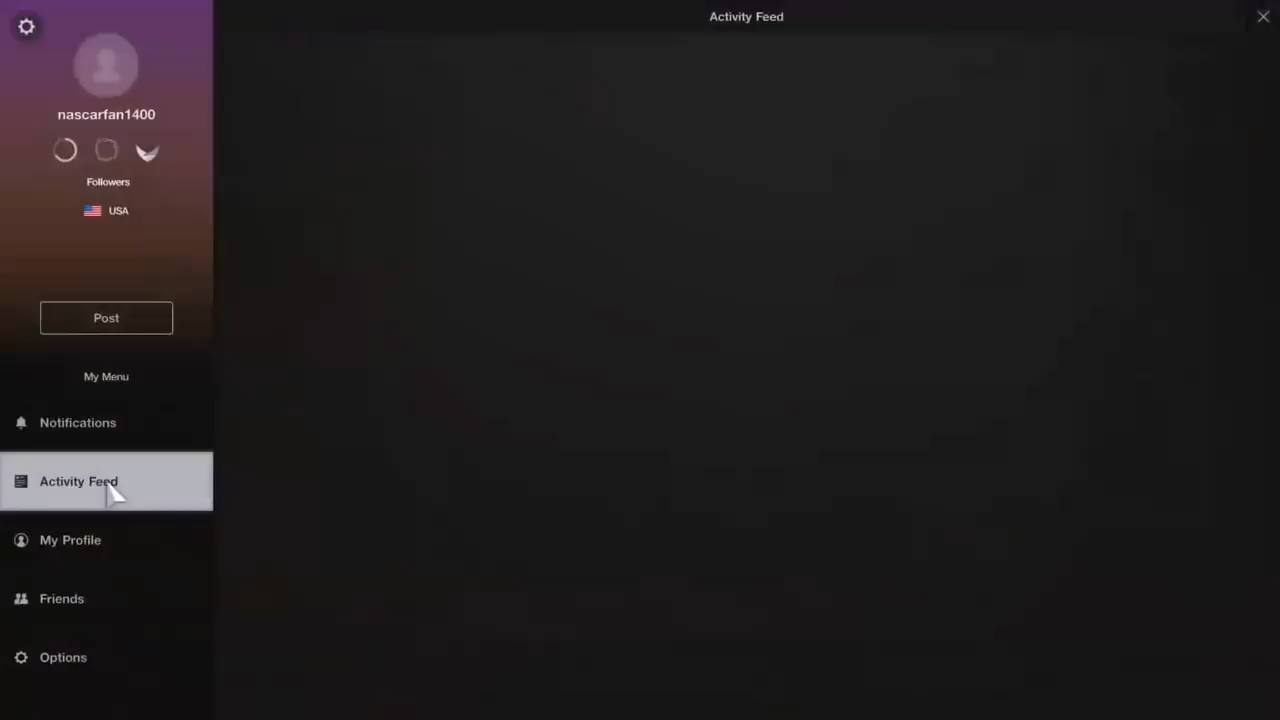 Activity Feed
nascarfan1400
Followers
USA
Post
My Menu
Notifications
Activity Feed
My Profile
Friends
Options